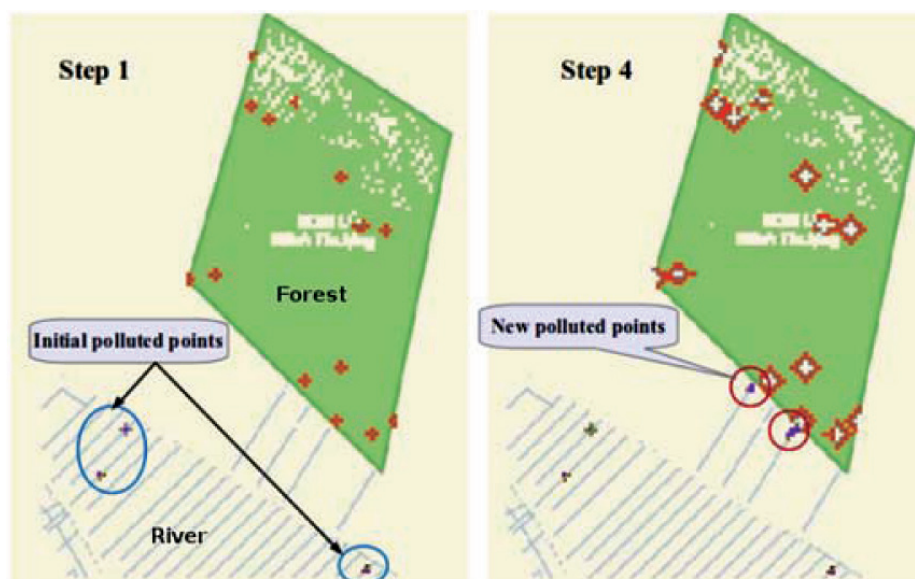 Step 1
Forest
Initial polluted points
River
Step 4
New polluted points